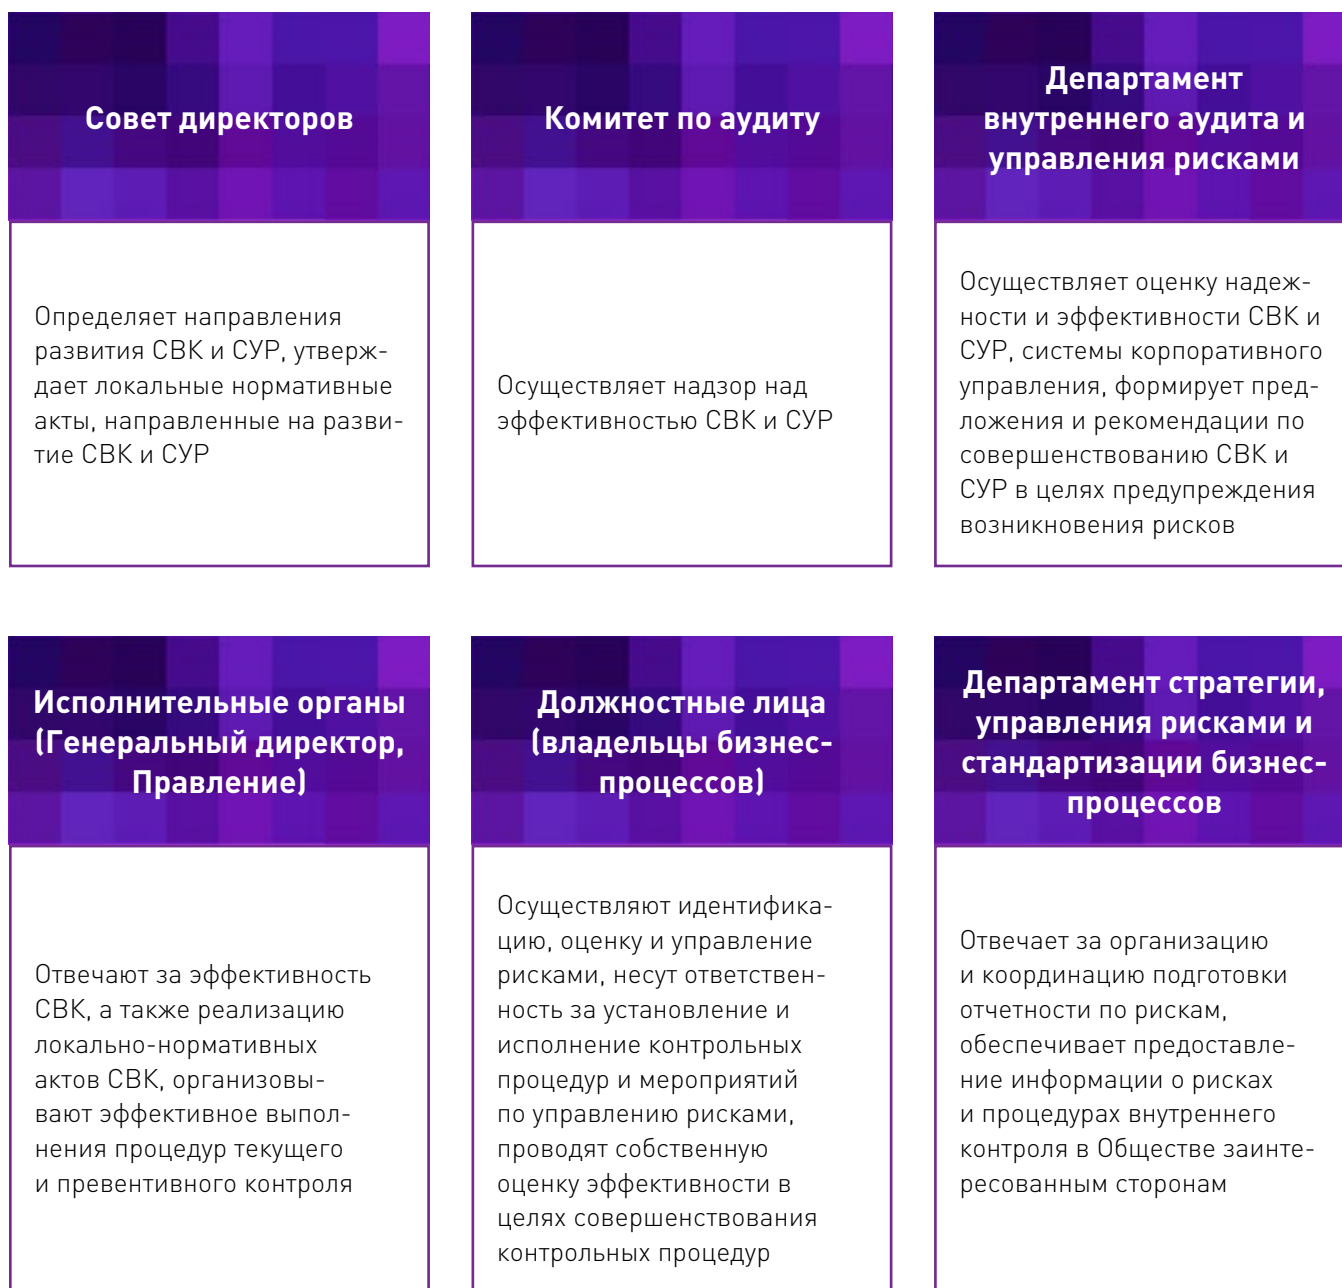 Совет директоров
Определяет направления
развития СВК и СУР, утверж-
дает локальные нормативные
акты, направленные на разви-
тие СВК и СУР
Комитет по аудиту
Осуществляет надзор над
эффективностью СВК и СУР
Департамент
внутреннего аудита и
управления рисками
Осуществляет оценку надеж-
ности и эффективности СВК и
СУР, системы корпоративного
управления, формирует пред-
ложения и рекомендации по
совершенствованию СВК и
СУР в целях предупреждения
возникновения рисков
Исполнительные органы
(Генеральный директор,
Правление)
Отвечают за эффективность
СВК, а также реализацию
локально-нормативных
актов СВК, организовы-
вают эффективное выпол-
нения процедур текущего
и превентивного контроля
Должностные лица
(владельцы бизнес-
процессов)
Осуществляют идентифика-
цию, оценку и управление
рисками, несут ответствен-
ность за установление и
исполнение контрольных
процедур и мероприятий
по управлению рисками,
проводят собственную
оценку эффективности в
целях совершенствования
контрольных процедур
Департамент стратегии,
управления рисками и
стандартизации бизнес-
процессов
Отвечает за организацию
и координацию подготовки
отчетности по рискам,
обеспечивает предоставле-
ние информации о рисках
и процедурах внутреннего
контроля в Обществе заинте-
ресованным сторонам